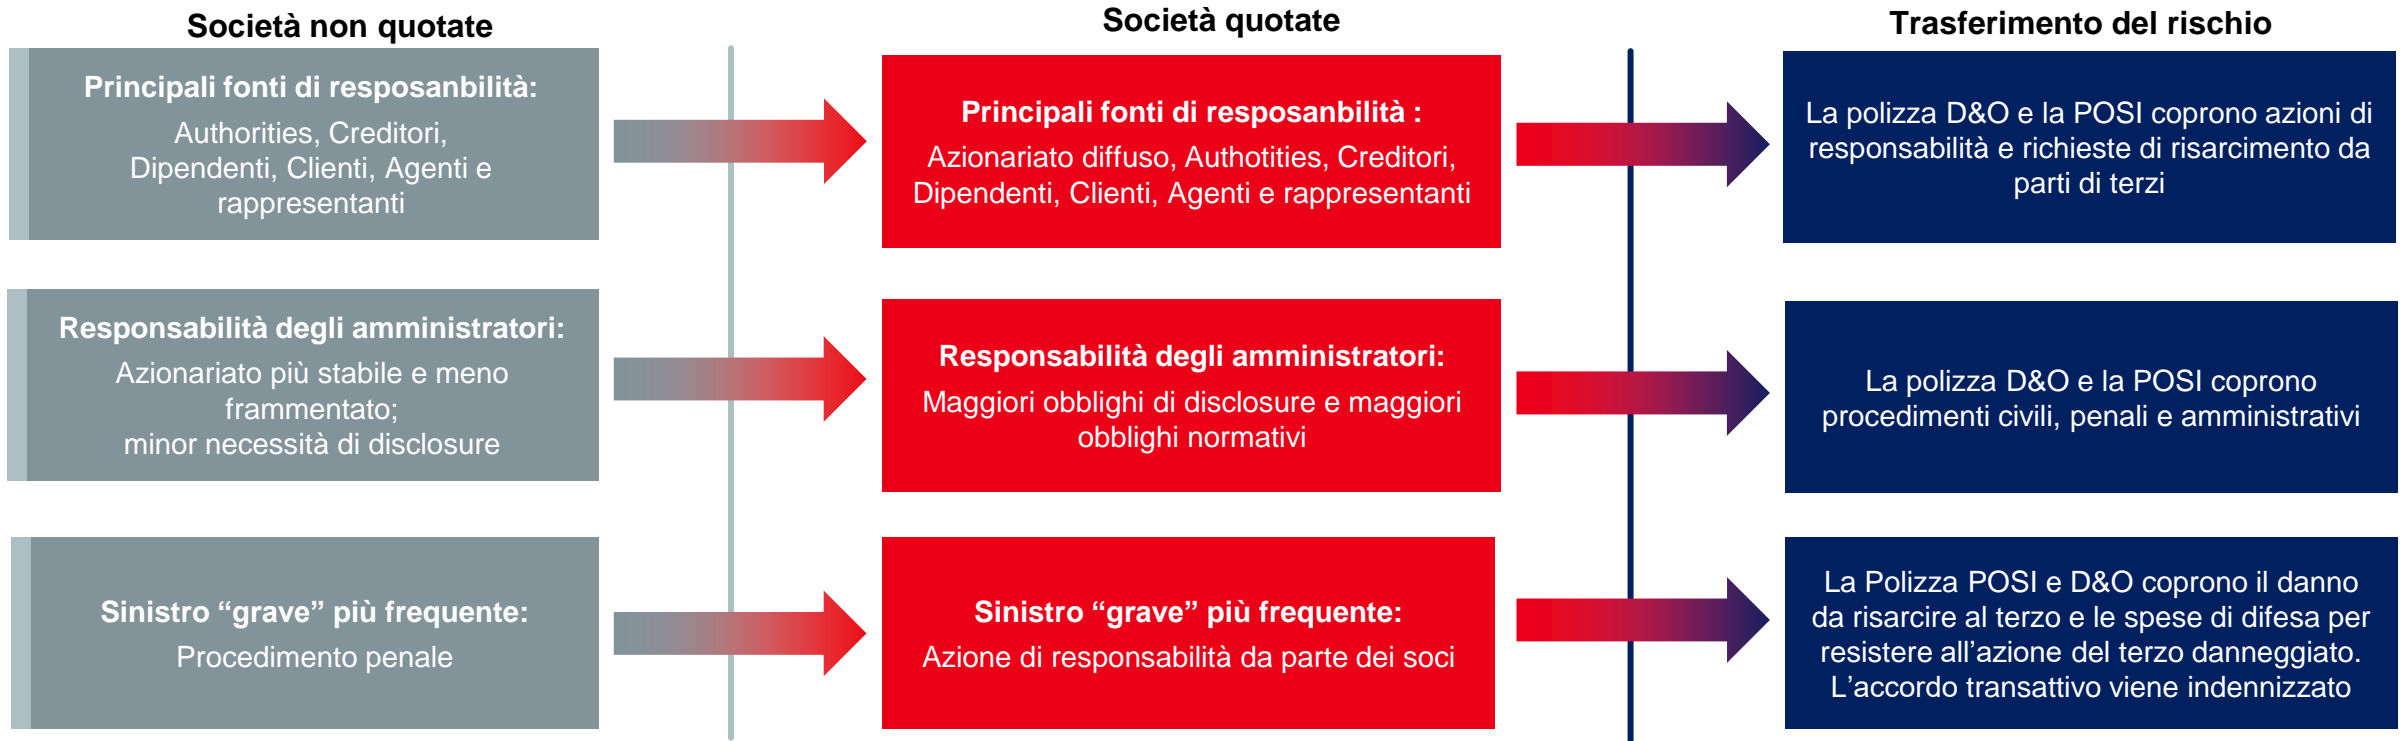 Società non quotate
Società quotate
Trasferimento del rischio
Principali fonti di resposanbilità:
Authorities, Creditori,
Dipendenti, Clienti, Agenti e
rappresentanti
Principali fonti di resposanbilità :
Azionariato diffuso, Authotities, Creditori,
Dipendenti, Clienti, Agenti e rappresentanti
La polizza D&O e la POSI coprono azioni di
responsabilità e richieste di risarcimento da
parti di terzi
Responsabilità degli amministratori:
Azionariato più stabile e meno
frammentato;
minor necessità di disclosure
Responsabilità degli amministratori:
Maggiori obblighi di disclosure e maggiori
obblighi normativi
La polizza D&O e la POSI coprono
procedimenti civili, penali e amministrativi
Sinistro “grave” più frequente:
Procedimento penale
Sinistro “grave” più frequente:
Azione di responsabilità da parte dei soci
La Polizza POSI e D&O coprono il danno
da risarcire al terzo e le spese di difesa per
resistere all’azione del terzo danneggiato.
L’accordo transattivo viene indennizzato